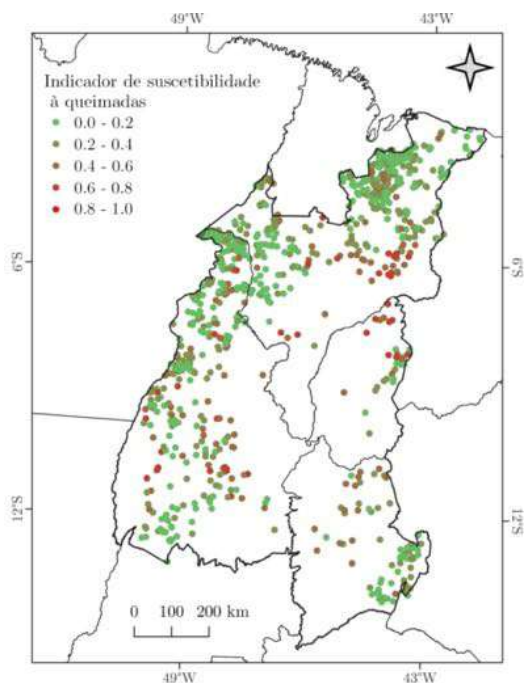 49°W 43°W
Indicador de suscetibilidade
à queimadas
0.0 - 0.2
0.2 - 0.4
0.4 - 0.6
0.6 - 0.8
0.8 - 1.0
6°S 6°S
12°S 12°S
0 100 200 km
49°W 43°W